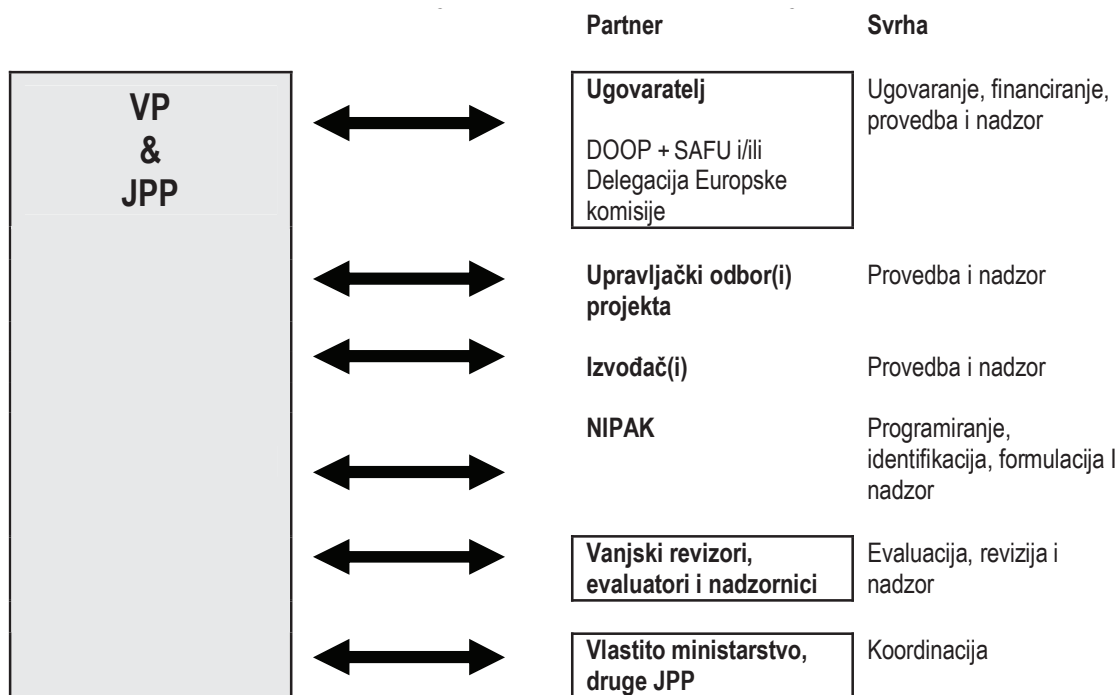 Partner Svrha
VP
&
JPP
Ugovaratelj
DOOP + SAFU i/ili
Delegacija Europske
komisije
Ugovaranje, financiranje,
provedba i nadzor
Upravljački odbor(i)
projekta
Provedba i nadzor
Izvođač(i)
Provedba i nadzor
NIPAK
Programiranje,
identifikacija, formulacija I
nadzor
Vanjski revizori,
evaluatori i nadzornici
Evaluacija, revizija i
nadzor
Vlastito ministarstvo,
druge JPP
Koordinacija